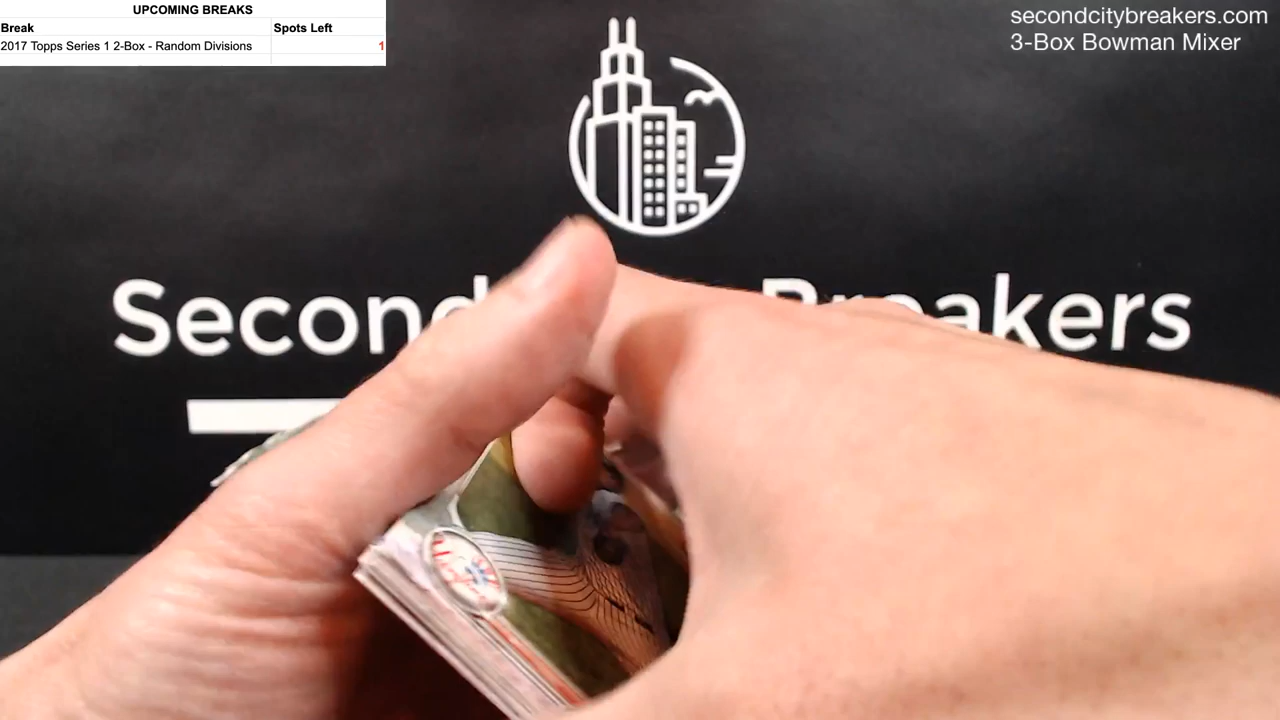 UPCOMING BREAKS
Break Spots Left
2017 Topps Series 1 2-Box - Random Divisions 1
secondcitybreakers.com
3-Box Bowman Mixer
Second Breakers